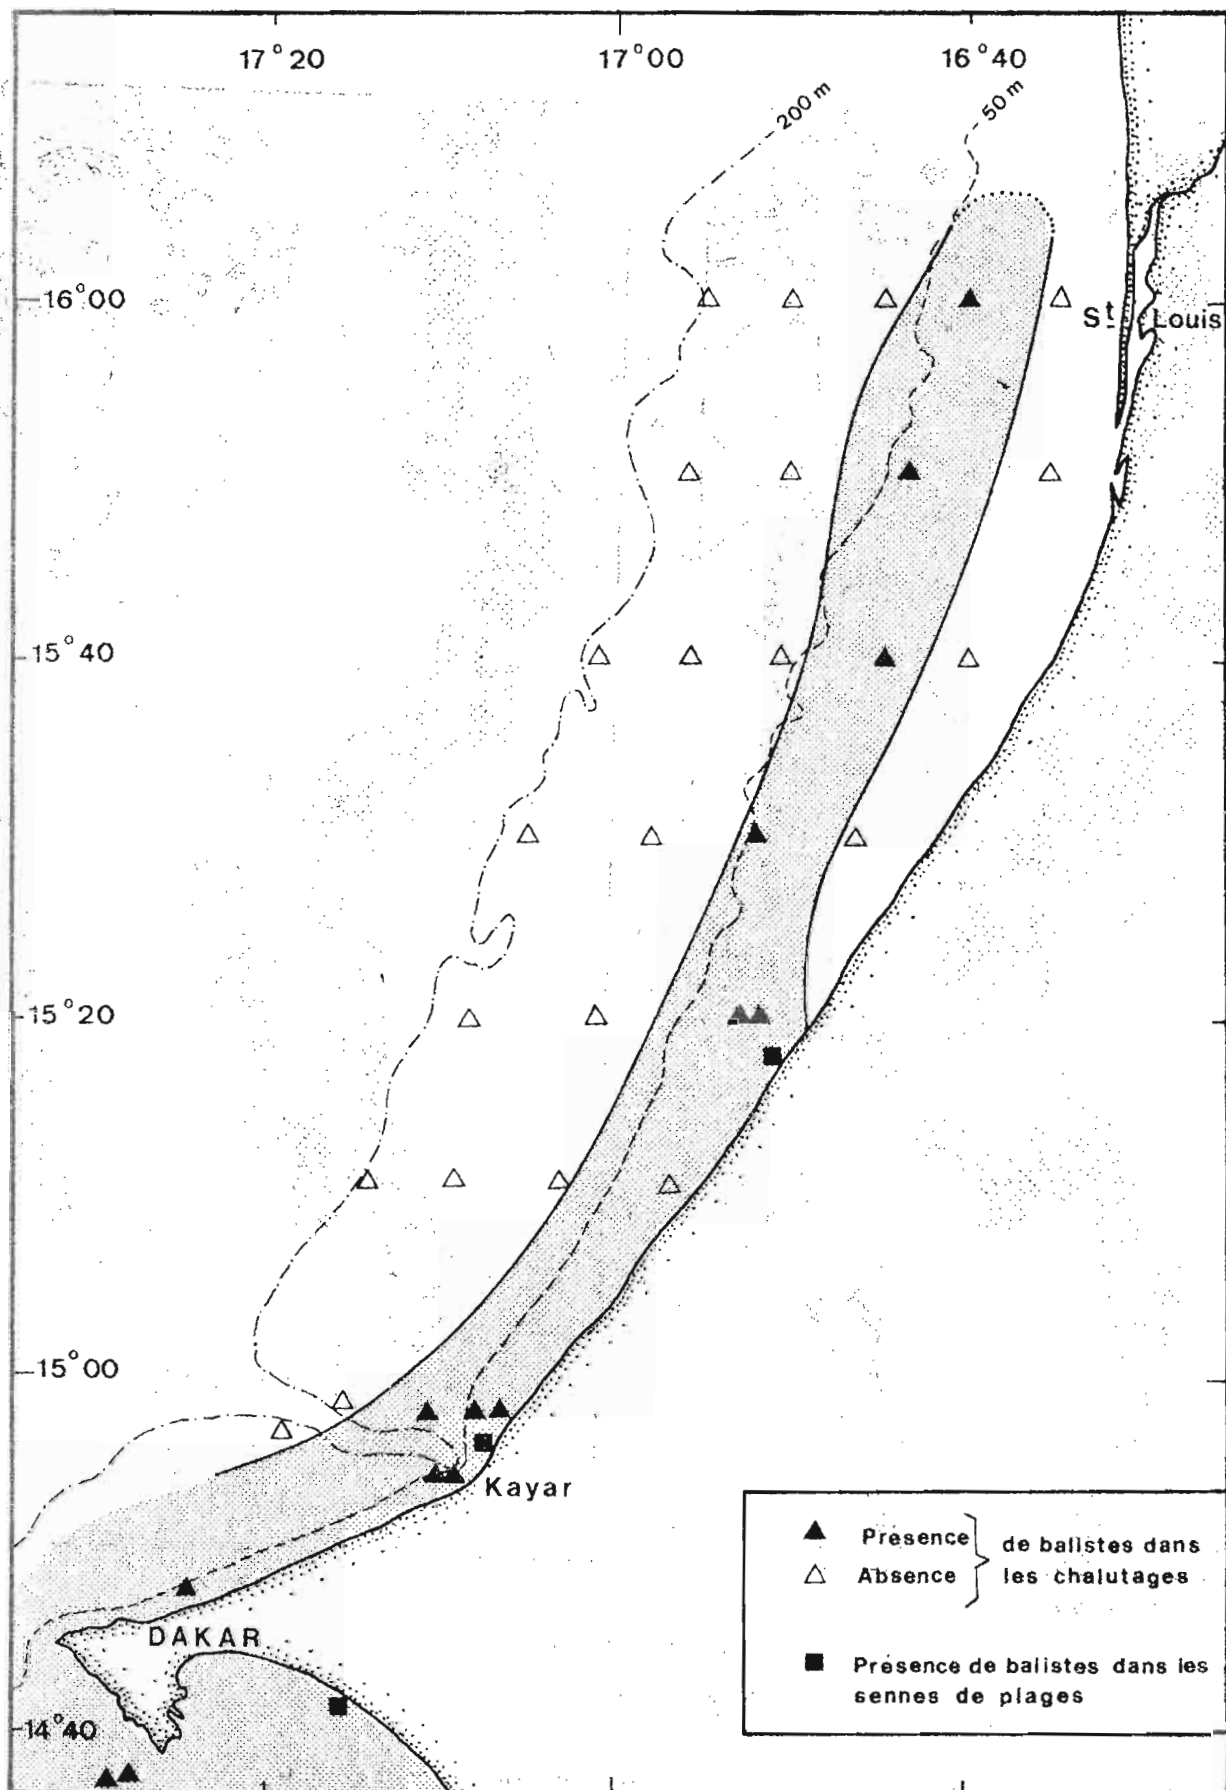 17°20
17°00
16°40
200 m
50 m
16°00
St Louis
15°40
15°20
15°00
Kayar
DAKAR
14°40
Présence
Absence
de balistes dans
les chalutages
Présence de balistes dans les
sennes de plages